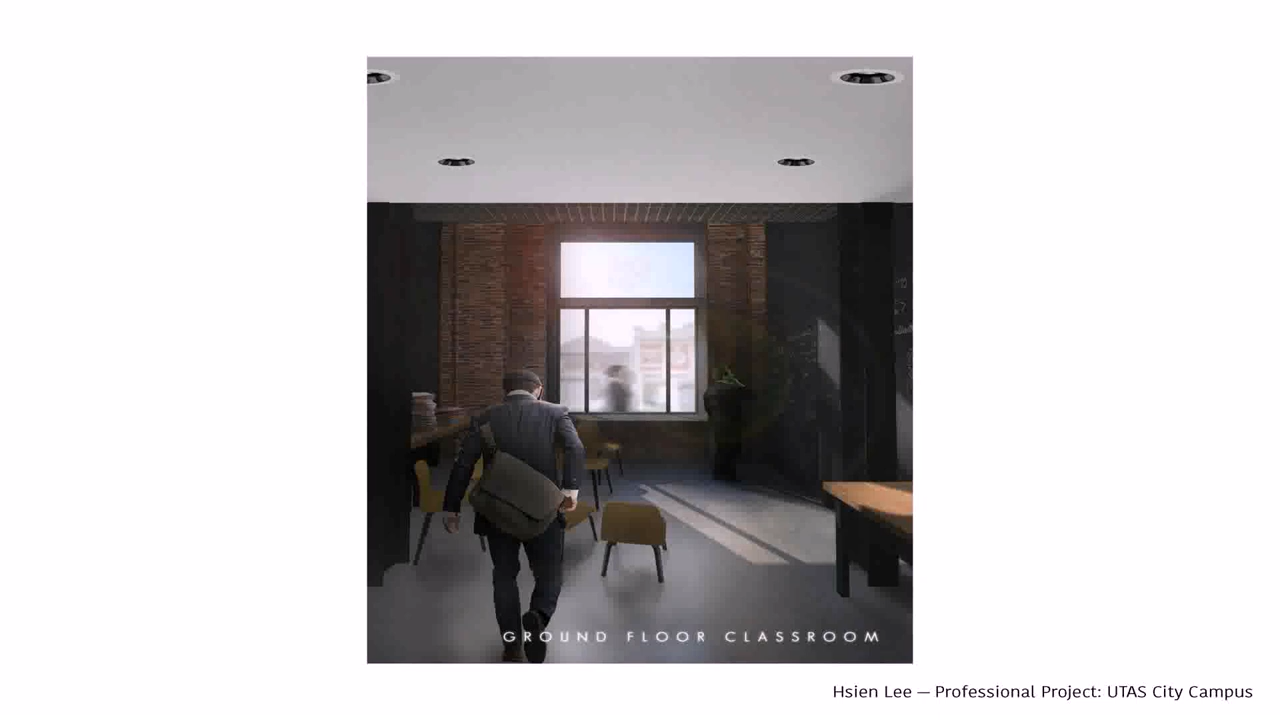 GROUND FLOOR CLASSROOM
Hsien Lee — Professional Project: UTAS City Campus